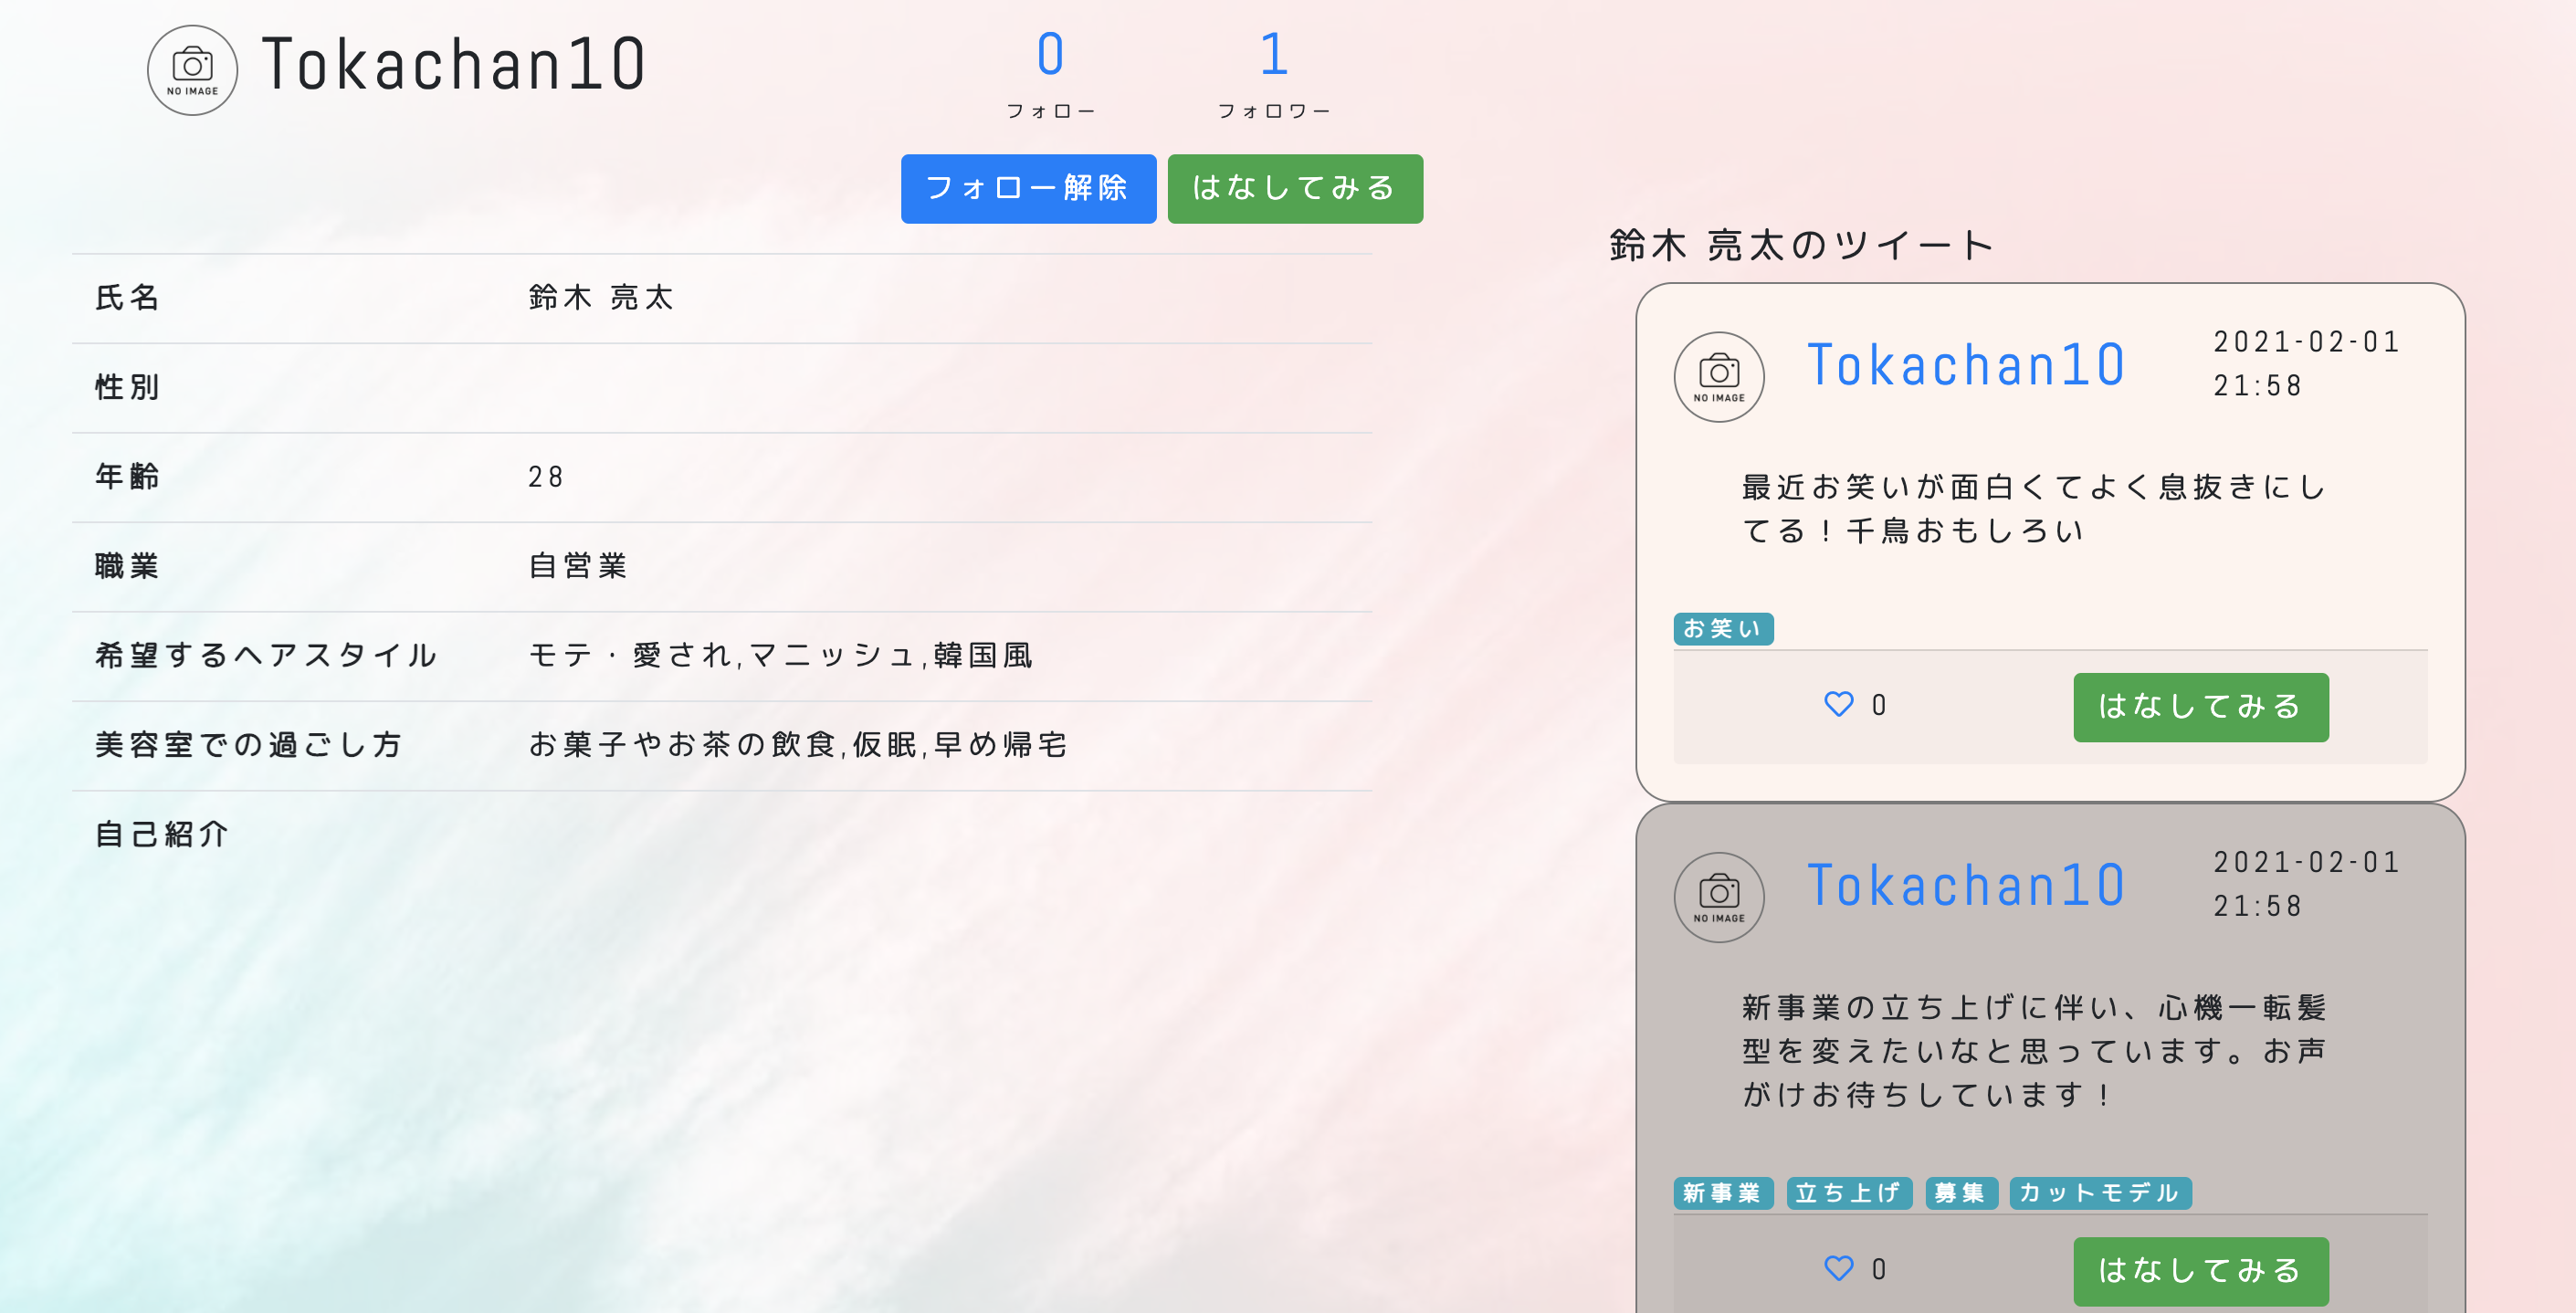 NO IMAGE
Tokachan10
0
フォロー
1
フォロワー
フォロー解除
はなしてみる
氏名 鈴木 亮太
性別
年齢 28
職業 自営業
希望するヘアスタイル モテ・愛され,マニッシュ,韓国風
美容室での過ごし方 お菓子やお茶の飲食,仮眠,早め帰宅
自己紹介
鈴木 亮太のツイート
NO IMAGE
Tokachan10
2021-02-01
21:58
最近お笑いが面白くてよく息抜きにし
てる！千鳥おもしろい
お笑い
0
はなしてみる
NO IMAGE
Tokachan10
2021-02-01
21:58
新事業の立ち上げに伴い、心機一転髪
型を変えたいなと思っています。お声
がけお待ちしています！
新事業 立ち上げ 募集 カットモデル
0
はなしてみる